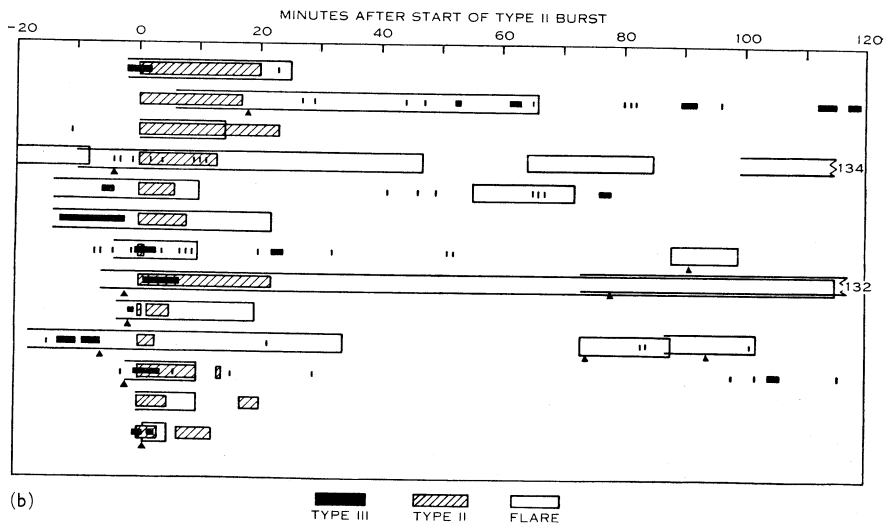 MINUTES AFTER START OF TYPE II BURST
-20 0 20 40 60 80 100 120
134
132
(b)
TYPE III TYPE II FLARE